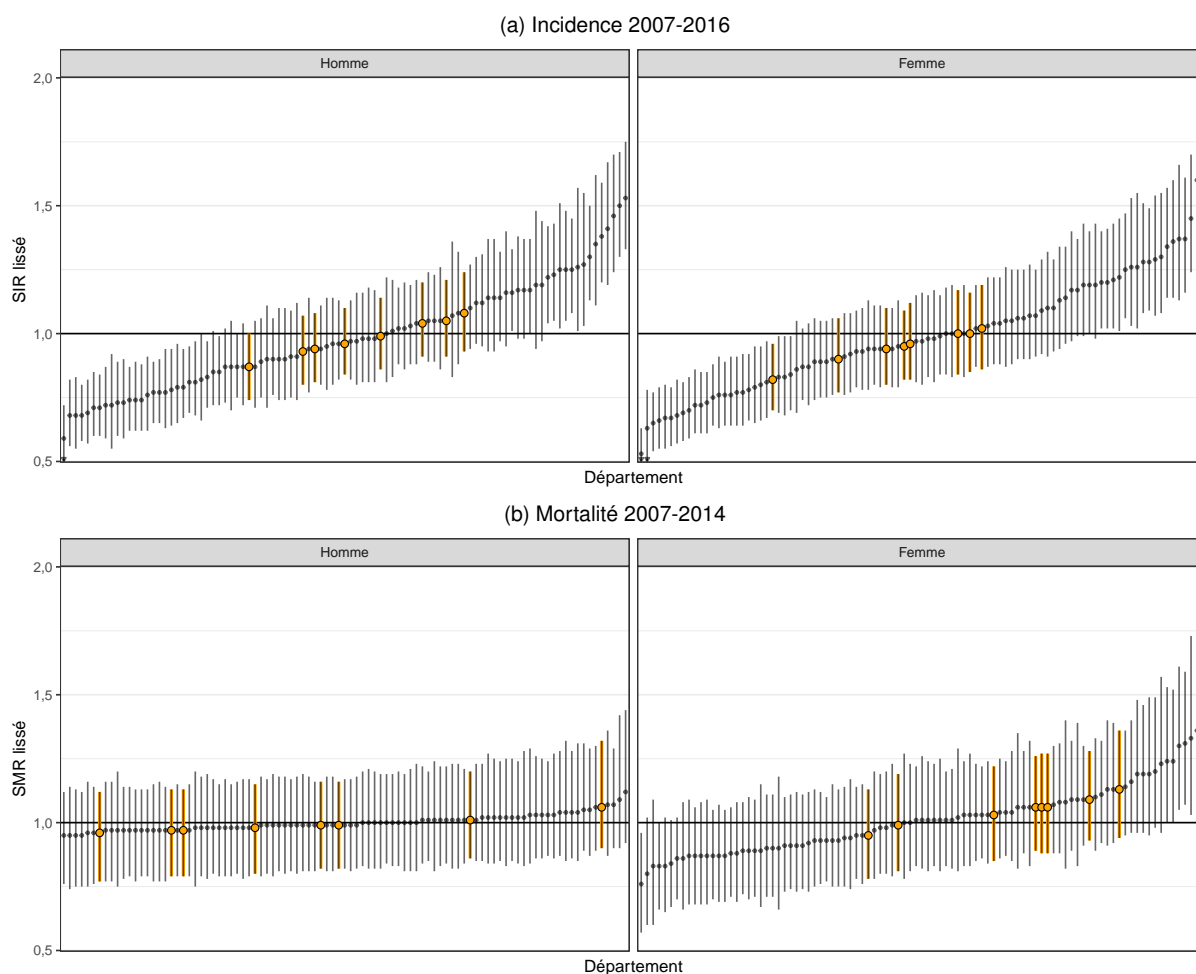 (a) Incidence 2007-2016
Homme
Femme
2,0
1,5
1,0
0,5
SIR lissé
Département
(b) Mortalité 2007-2014
Homme
Femme
2,0
1,5
1,0
0,5
SMR lissé
Département